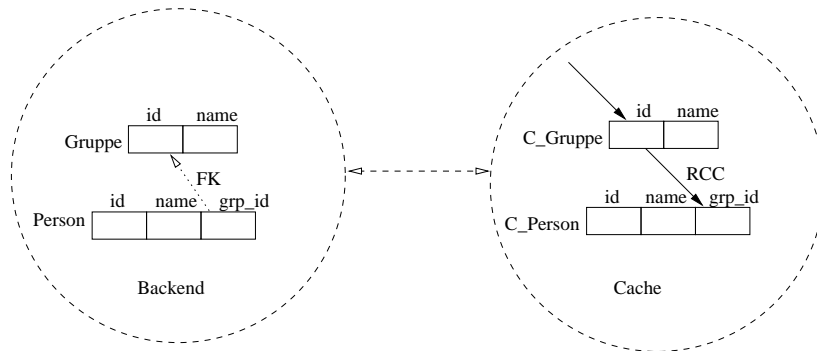 id name
Gruppe
FK
id name grp_id
Person
Backend
id name
C_Gruppe
RCC
id name grp_id
C_Person
Cache